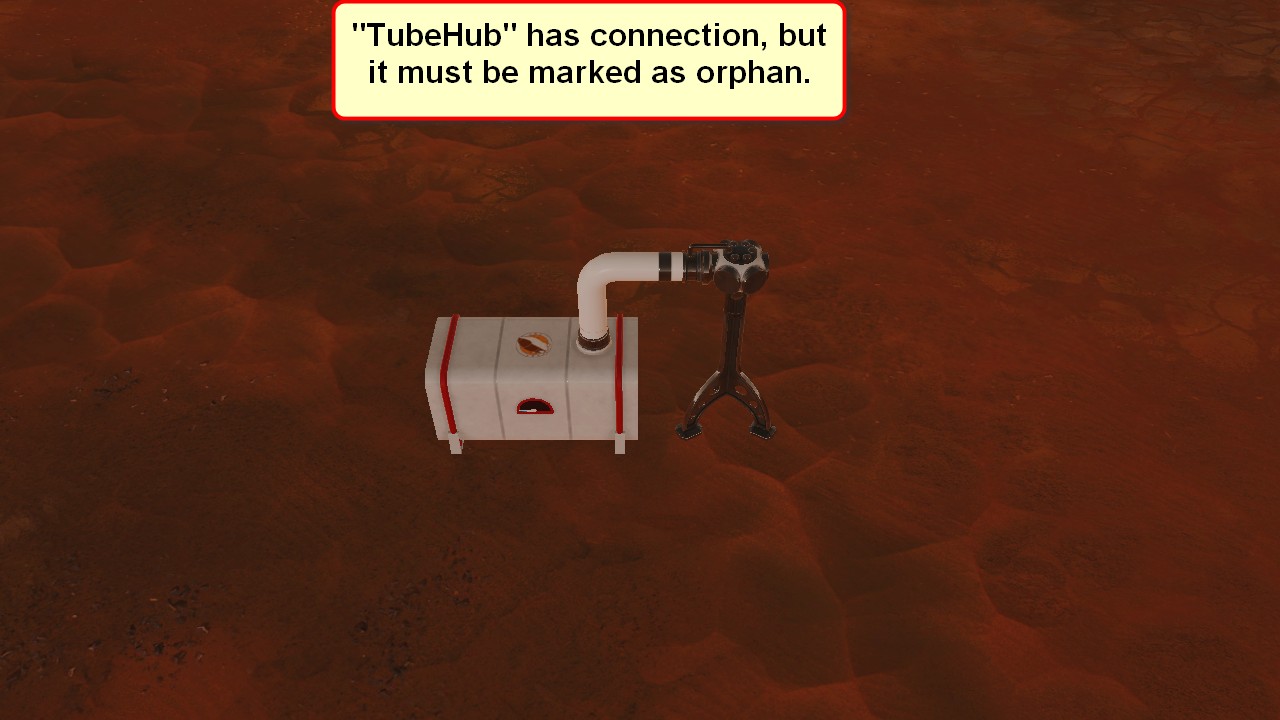 "TubeHub" has connection, but
it must be marked as orphan.